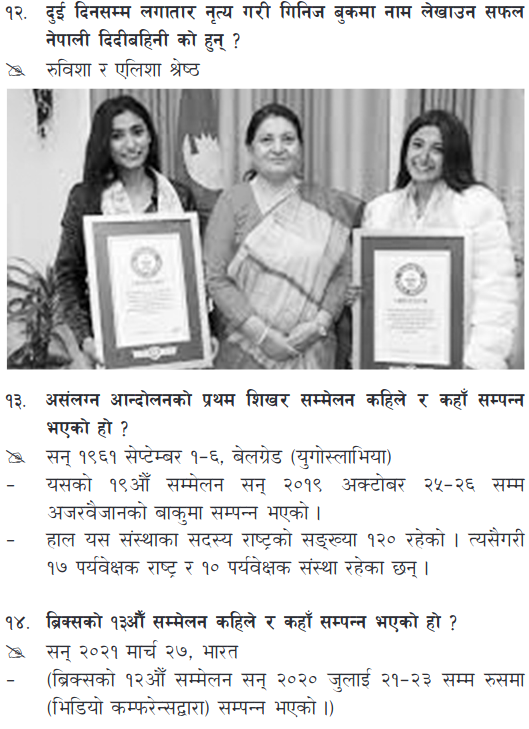 १२. दुई दिनसम्म लगातार नृत्य गरी गिनिज बुकमा नाम लेखाउन सफल
नेपाली दिदीबहिनी को हुन् ?
रुविशा र एलिशा श्रेष्ठ
१३. असंलग्न आन्दोलनको प्रथम शिखर सम्मेलन कहिले र कहाँ सम्पन्न
भएको हो ?
सन् १९६१ सेप्टेम्बर १-६, बेलग्रेड (युगोस्लाभिया)
- यसको १९औँ सम्मेलन सन् २०१९ अक्टोबर २५-२६ सम्म
अजरवैजानको बाकुमा सम्पन्न भएको ।
- हाल यस संस्थाका सदस्य राष्ट्रको सङ्ख्या १२० रहेको । त्यसैगरी
१७ पर्यवेक्षक राष्ट्र र १० पर्यवेक्षक संस्था रहेका छन् ।
१४. ब्रिक्सको १३औँ सम्मेलन कहिले र कहाँ सम्पन्न भएको हो ?
सन् २०२१ मार्च २७, भारत
- (ब्रिक्सको १२औँ सम्मेलन सन् २०२० जुलाई २१-२३ सम्म रुसमा
(भिडियो कम्फरेन्सद्वारा) सम्पन्न भएको ।)